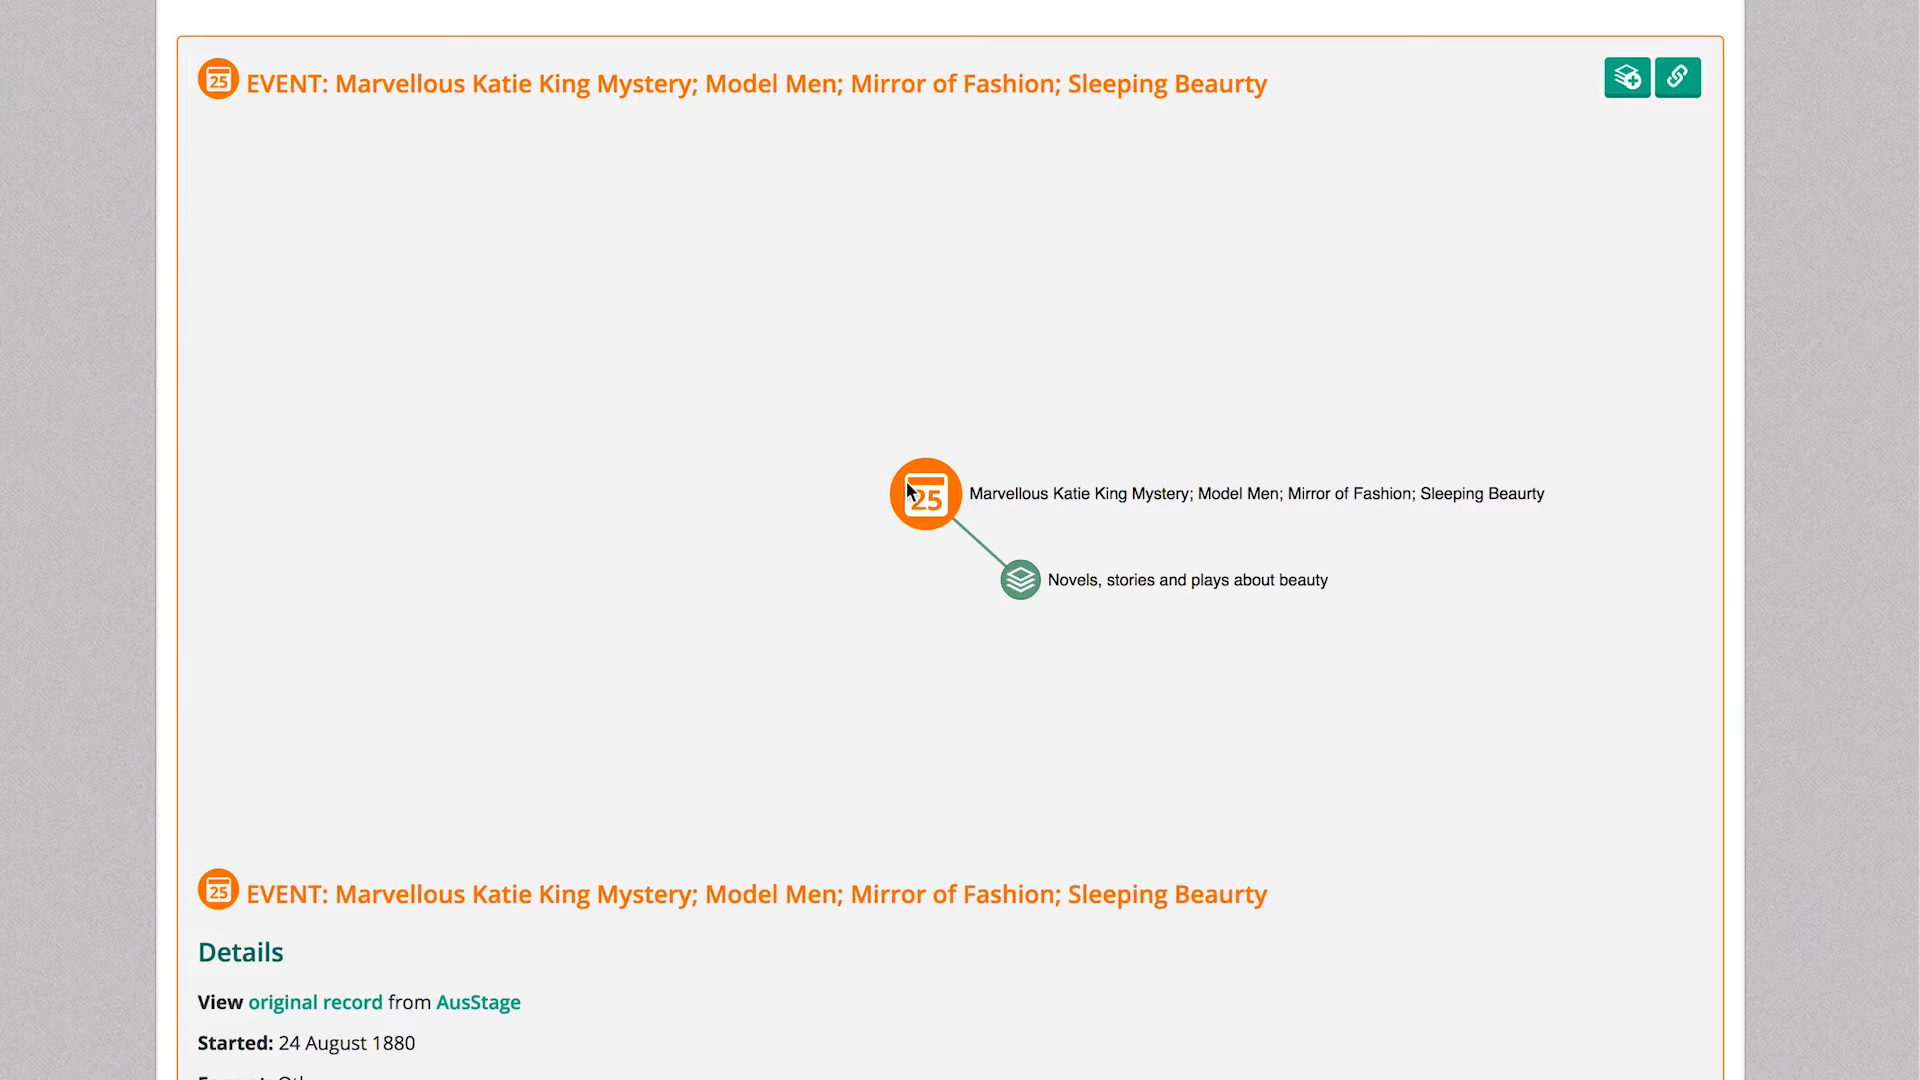 25 EVENT: Marvellous Katie King Mystery; Model Men; Mirror of Fashion; Sleeping Beaurty
25 Marvellous Katie King Mystery; Model Men; Mirror of Fashion; Sleeping Beaurty
Novels, stories and plays about beauty
25 EVENT: Marvellous Katie King Mystery; Model Men; Mirror of Fashion; Sleeping Beaurty
Details
View original record from AusStage
Started: 24 August 1880